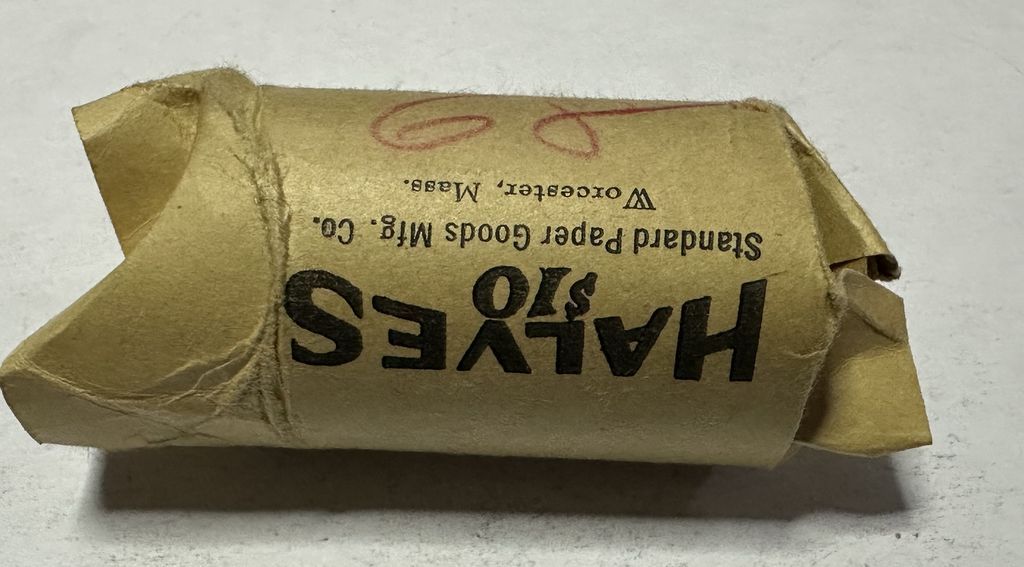 HALVES
$10
Standard Paper Goods Mfg. Co.
Worcester, Mass.